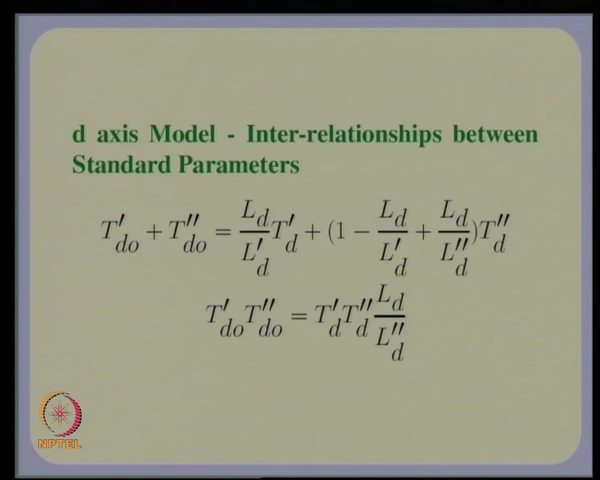 d axis Model - Inter-relationships between
Standard Parameters
T′_do + T″_do = L_d/L′_d T′_d + (1 − L_d/L′_d + L_d/L″_d)T″_d
T′_do T″_do = T′_d T″_d L_d/L″_d
NPTEL